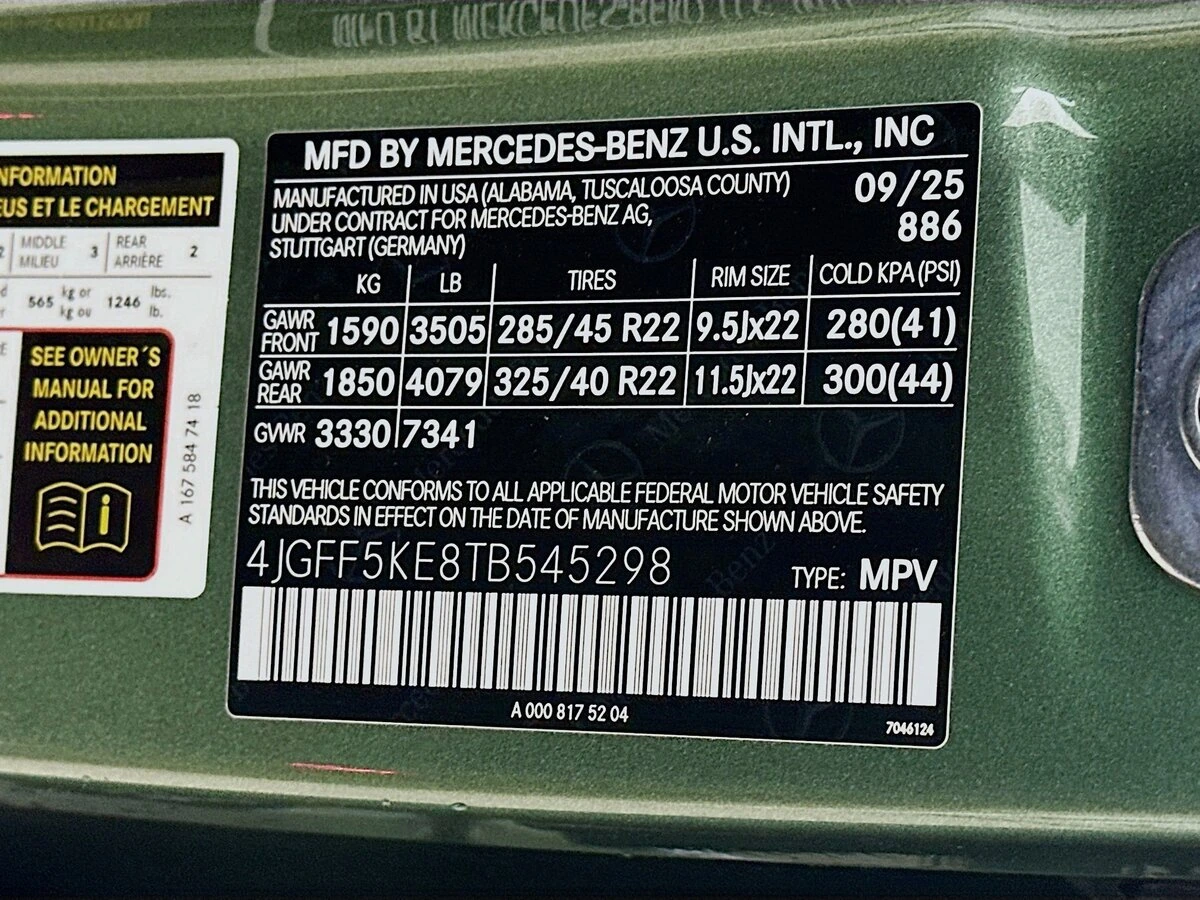 NFORMATION
EUS ET LE CHARGEMENT
MIDDLE
MILIEU
3
REAR
ARRIÈRE
2
565
kg or
kg ou
1246
lbs.
lb.
SEE OWNER´S
MANUAL FOR
ADDITIONAL
INFORMATION
A 167 584 74 18
MFD BY MERCEDES-BENZ U.S. INTL., INC
MANUFACTURED IN USA (ALABAMA, TUSCALOOSA COUNTY)
UNDER CONTRACT FOR MERCEDES-BENZ AG,
STUTTGART (GERMANY)
09/25
886
KG LB TIRES RIM SIZE COLD KPA (PSI)
GAWR FRONT 1590 3505 285/45 R22 9.5Jx22 280(41)
GAWR REAR 1850 4079 325/40 R22 11.5Jx22 300(44)
GVWR 3330 7341
THIS VEHICLE CONFORMS TO ALL APPLICABLE FEDERAL MOTOR VEHICLE SAFETY
STANDARDS IN EFFECT ON THE DATE OF MANUFACTURE SHOWN ABOVE.
4JGFF5KE8TB545298
TYPE: MPV
A 000 817 52 04
7046124